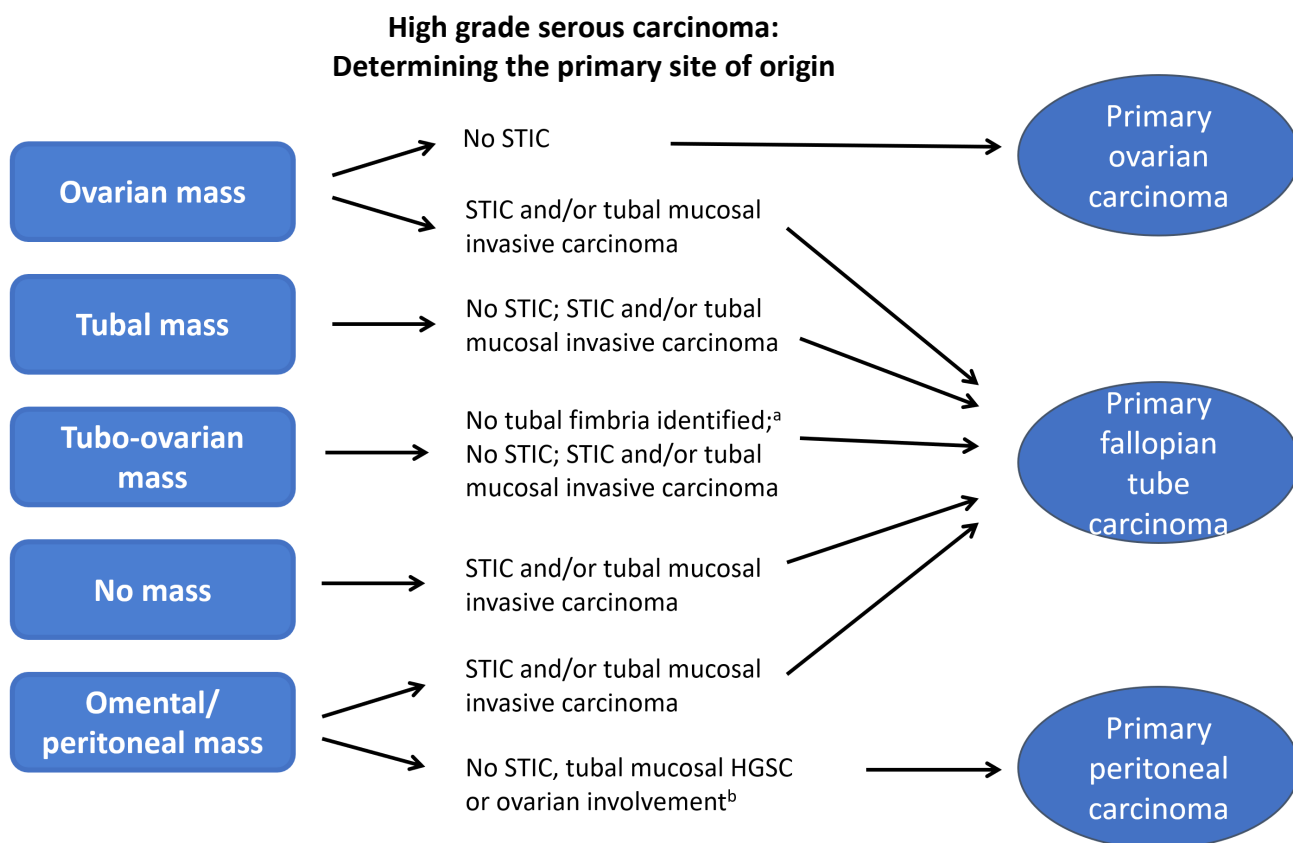 High grade serous carcinoma:
Determining the primary site of origin
Ovarian mass
No STIC
Primary
ovarian
carcinoma
STIC and/or tubal mucosal
invasive carcinoma
Tubal mass
No STIC; STIC and/or tubal
mucosal invasive carcinoma
Tubo-ovarian
mass
No tubal fimbria identified;ᵃ
No STIC; STIC and/or tubal
mucosal invasive carcinoma
Primary
fallopian
tube
carcinoma
No mass
STIC and/or tubal mucosal
invasive carcinoma
Omental/
peritoneal mass
STIC and/or tubal mucosal
invasive carcinoma
No STIC, tubal mucosal HGSC
or ovarian involvementᵇ
Primary
peritoneal
carcinoma